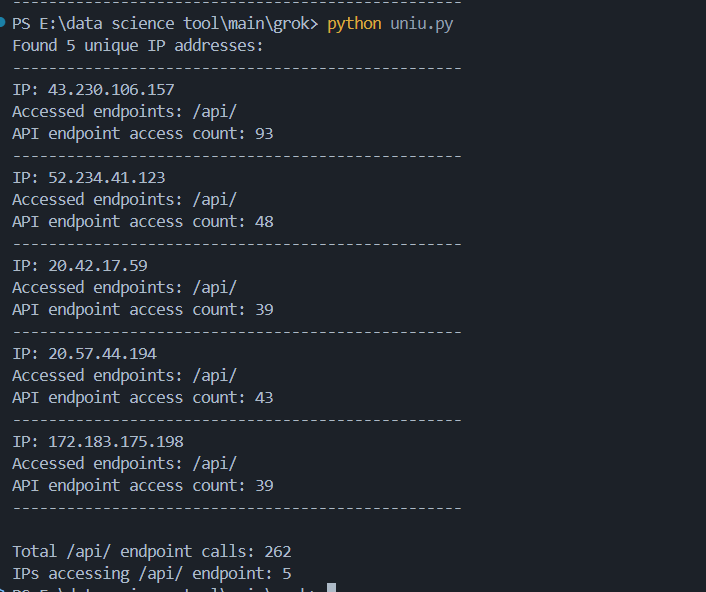 --------------------------------------------------
PS E:\data science tool\main\grok> python uniu.py
Found 5 unique IP addresses:
--------------------------------------------------
IP: 43.230.106.157
Accessed endpoints: /api/
API endpoint access count: 93
--------------------------------------------------
IP: 52.234.41.123
Accessed endpoints: /api/
API endpoint access count: 48
--------------------------------------------------
IP: 20.42.17.59
Accessed endpoints: /api/
API endpoint access count: 39
--------------------------------------------------
IP: 20.57.44.194
Accessed endpoints: /api/
API endpoint access count: 43
--------------------------------------------------
IP: 172.183.175.198
Accessed endpoints: /api/
API endpoint access count: 39
--------------------------------------------------
Total /api/ endpoint calls: 262
IPs accessing /api/ endpoint: 5